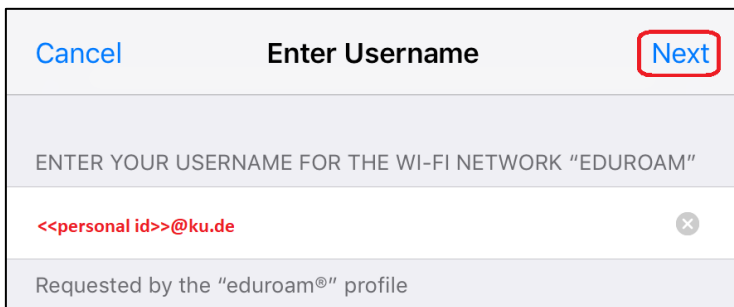 Cancel Enter Username Next
ENTER YOUR USERNAME FOR THE WI-FI NETWORK “EDUROAM”
<<personal id>>@ku.de
Requested by the “eduroam®” profile